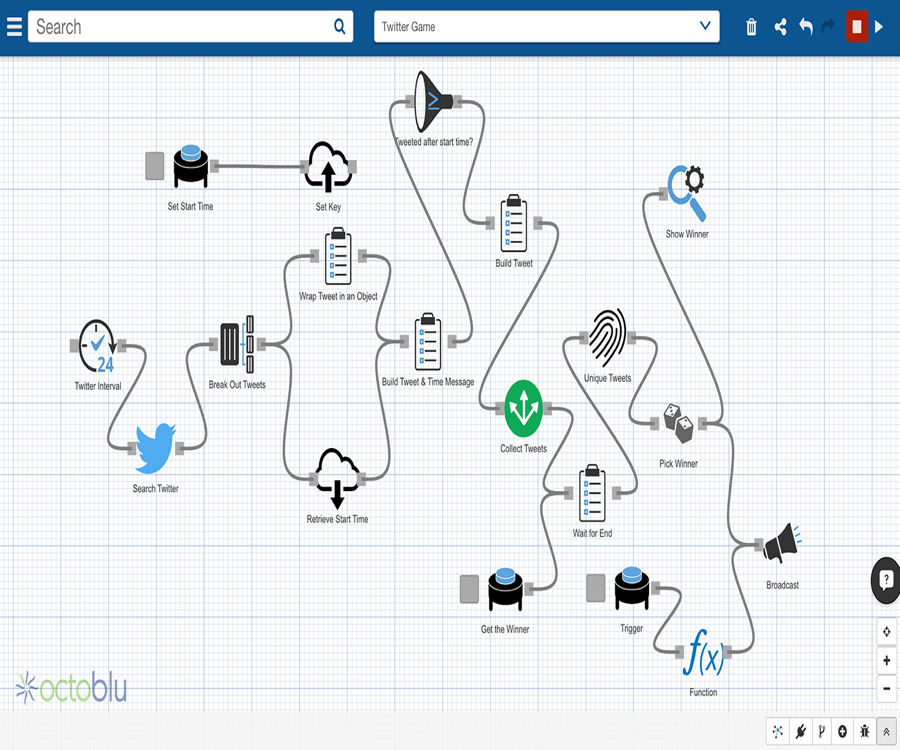 Search
Twitter Game
Tweeted after start time?
Set Start Time
Set Key
Show Winner
Build Tweet
Wrap Tweet in an Object
24
Twitter Interval
Break Out Tweets
Build Tweet & Time Message
Unique Tweets
Collect Tweets
Pick Winner
Search Twitter
Retrieve Start Time
Wait for End
Broadcast
Get the Winner
Trigger
f(x)
Function
octoblu